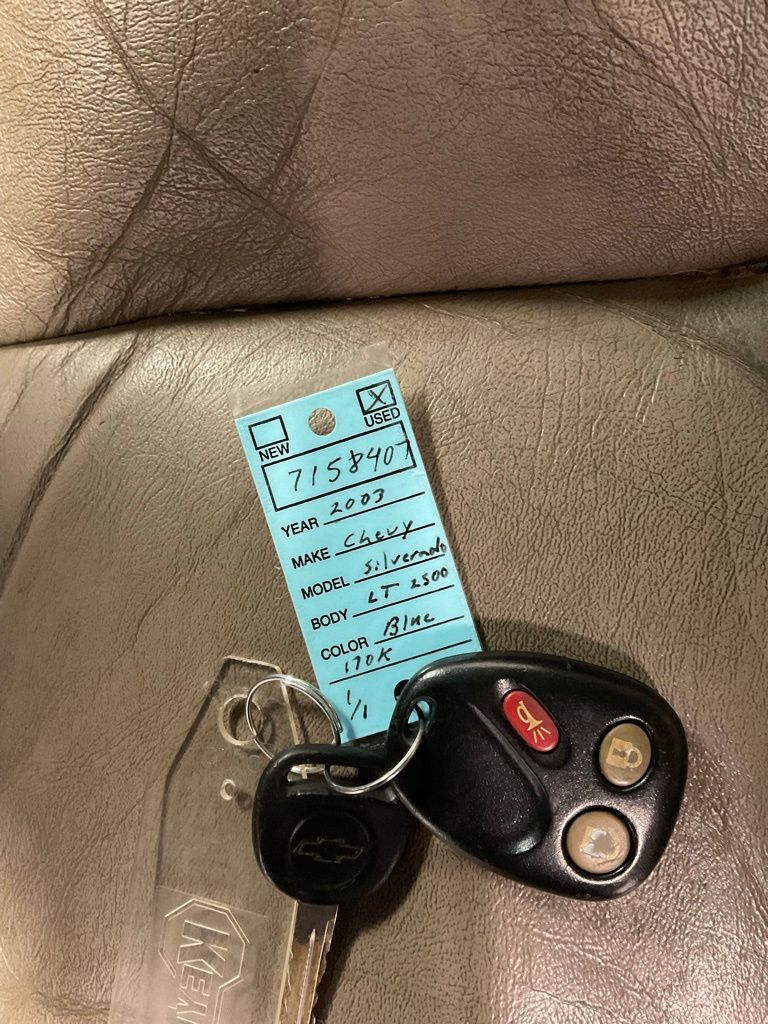 NEW
USED
7158407
YEAR 2003
MAKE Chevy
MODEL Silverado
BODY LT 2500
COLOR Blue
170K
1/1